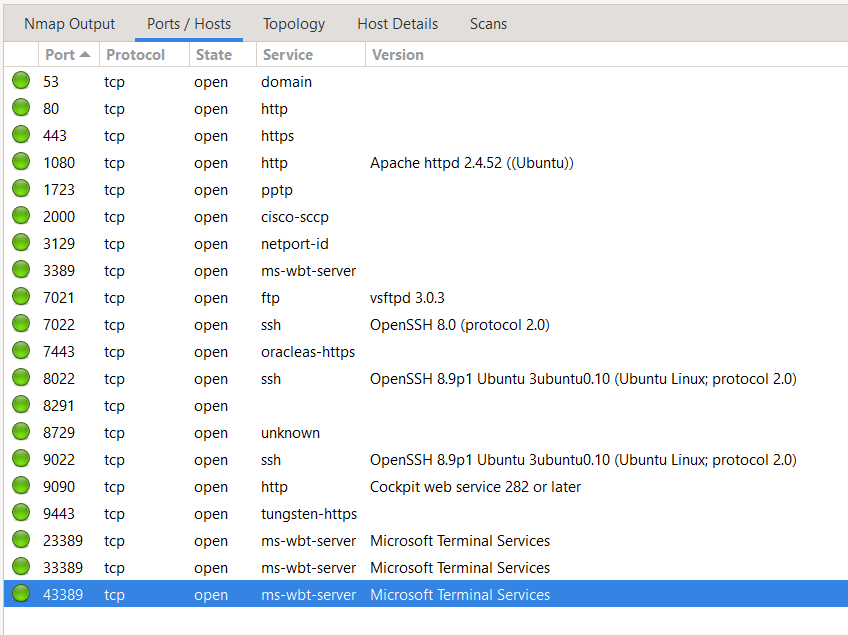 Nmap Output Ports / Hosts Topology Host Details Scans
Port Protocol State Service Version
53 tcp open domain
80 tcp open http
443 tcp open https
1080 tcp open http Apache httpd 2.4.52 ((Ubuntu))
1723 tcp open pptp
2000 tcp open cisco-sccp
3129 tcp open netport-id
3389 tcp open ms-wbt-server
7021 tcp open ftp vsftpd 3.0.3
7022 tcp open ssh OpenSSH 8.0 (protocol 2.0)
7443 tcp open oracleas-https
8022 tcp open ssh OpenSSH 8.9p1 Ubuntu 3ubuntu0.10 (Ubuntu Linux; protocol 2.0)
8291 tcp open
8729 tcp open unknown
9022 tcp open ssh OpenSSH 8.9p1 Ubuntu 3ubuntu0.10 (Ubuntu Linux; protocol 2.0)
9090 tcp open http Cockpit web service 282 or later
9443 tcp open tungsten-https
23389 tcp open ms-wbt-server Microsoft Terminal Services
33389 tcp open ms-wbt-server Microsoft Terminal Services
43389 tcp open ms-wbt-server Microsoft Terminal Services